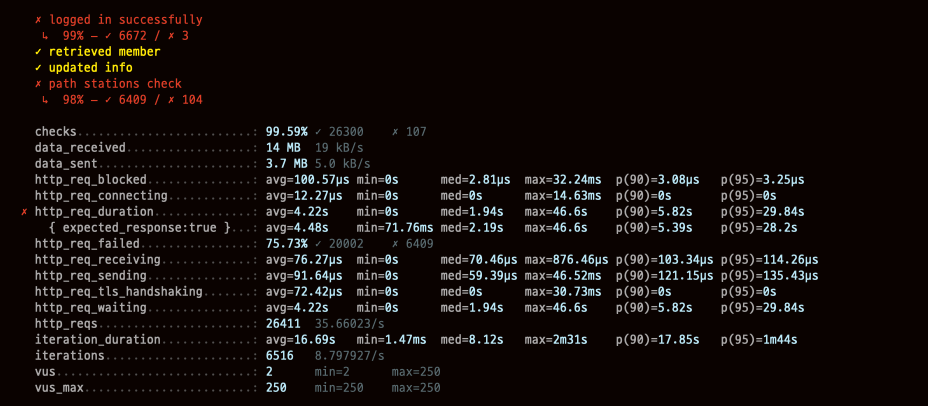 ✗ logged in successfully
↳ 99% — ✓ 6672 / ✗ 3
✓ retrieved member
✓ updated info
✗ path stations check
↳ 98% — ✓ 6409 / ✗ 104
checks.........................: 99.59% ✓ 26300 ✗ 107
data_received..................: 14 MB 19 kB/s
data_sent......................: 3.7 MB 5.0 kB/s
http_req_blocked...............: avg=100.57µs min=0s med=2.81µs max=32.24ms p(90)=3.08µs p(95)=3.25µs
http_req_connecting............: avg=12.27µs min=0s med=0s max=14.63ms p(90)=0s p(95)=0s
✗ http_req_duration..............: avg=4.22s min=0s med=1.94s max=46.6s p(90)=5.82s p(95)=29.84s
{ expected_response:true }...: avg=4.48s min=71.76ms med=2.19s max=46.6s p(90)=5.39s p(95)=28.2s
http_req_failed................: 75.73% ✓ 20002 ✗ 6409
http_req_receiving.............: avg=76.27µs min=0s med=70.46µs max=876.46µs p(90)=103.34µs p(95)=114.26µs
http_req_sending...............: avg=91.64µs min=0s med=59.39µs max=46.52ms p(90)=121.15µs p(95)=135.43µs
http_req_tls_handshaking.......: avg=72.42µs min=0s med=0s max=30.73ms p(90)=0s p(95)=0s
http_req_waiting...............: avg=4.22s min=0s med=1.94s max=46.6s p(90)=5.82s p(95)=29.84s
http_reqs......................: 26411 35.66023/s
iteration_duration.............: avg=16.69s min=1.47ms med=8.12s max=2m31s p(90)=17.85s p(95)=1m44s
iterations.....................: 6516 8.797927/s
vus............................: 2 min=2 max=250
vus_max........................: 250 min=250 max=250